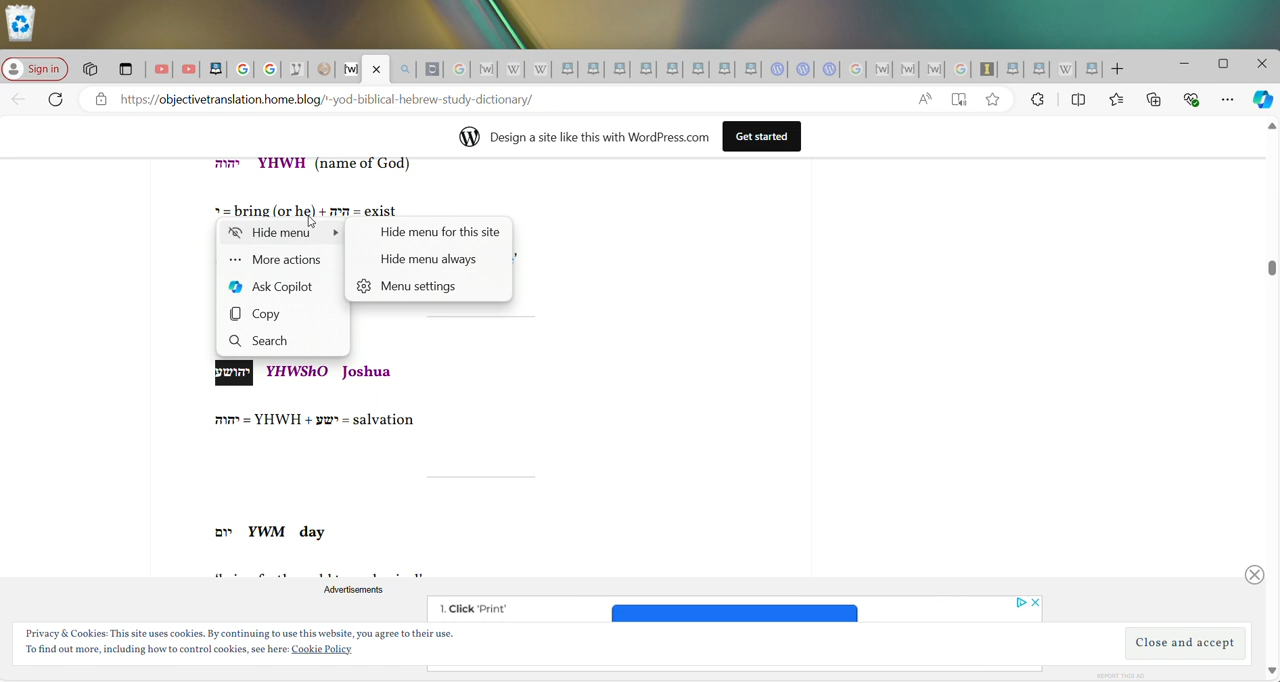 Sign in
https://objectivetranslation.home.blog/י-yod-biblical-hebrew-study-dictionary/
Design a site like this with WordPress.com Get started
יהוה YHWH (name of God)
י = bring (or he) + היה = exist
Hide menu
More actions
Ask Copilot
Copy
Search
Hide menu for this site
Hide menu always
Menu settings
יהושע YHWShO Joshua
יהוה = YHWH + ישע = salvation
יום YWM day
Advertisements
1. Click 'Print'
Privacy & Cookies: This site uses cookies. By continuing to use this website, you agree to their use.
To find out more, including how to control cookies, see here: Cookie Policy
Close and accept
REPORT THIS AD